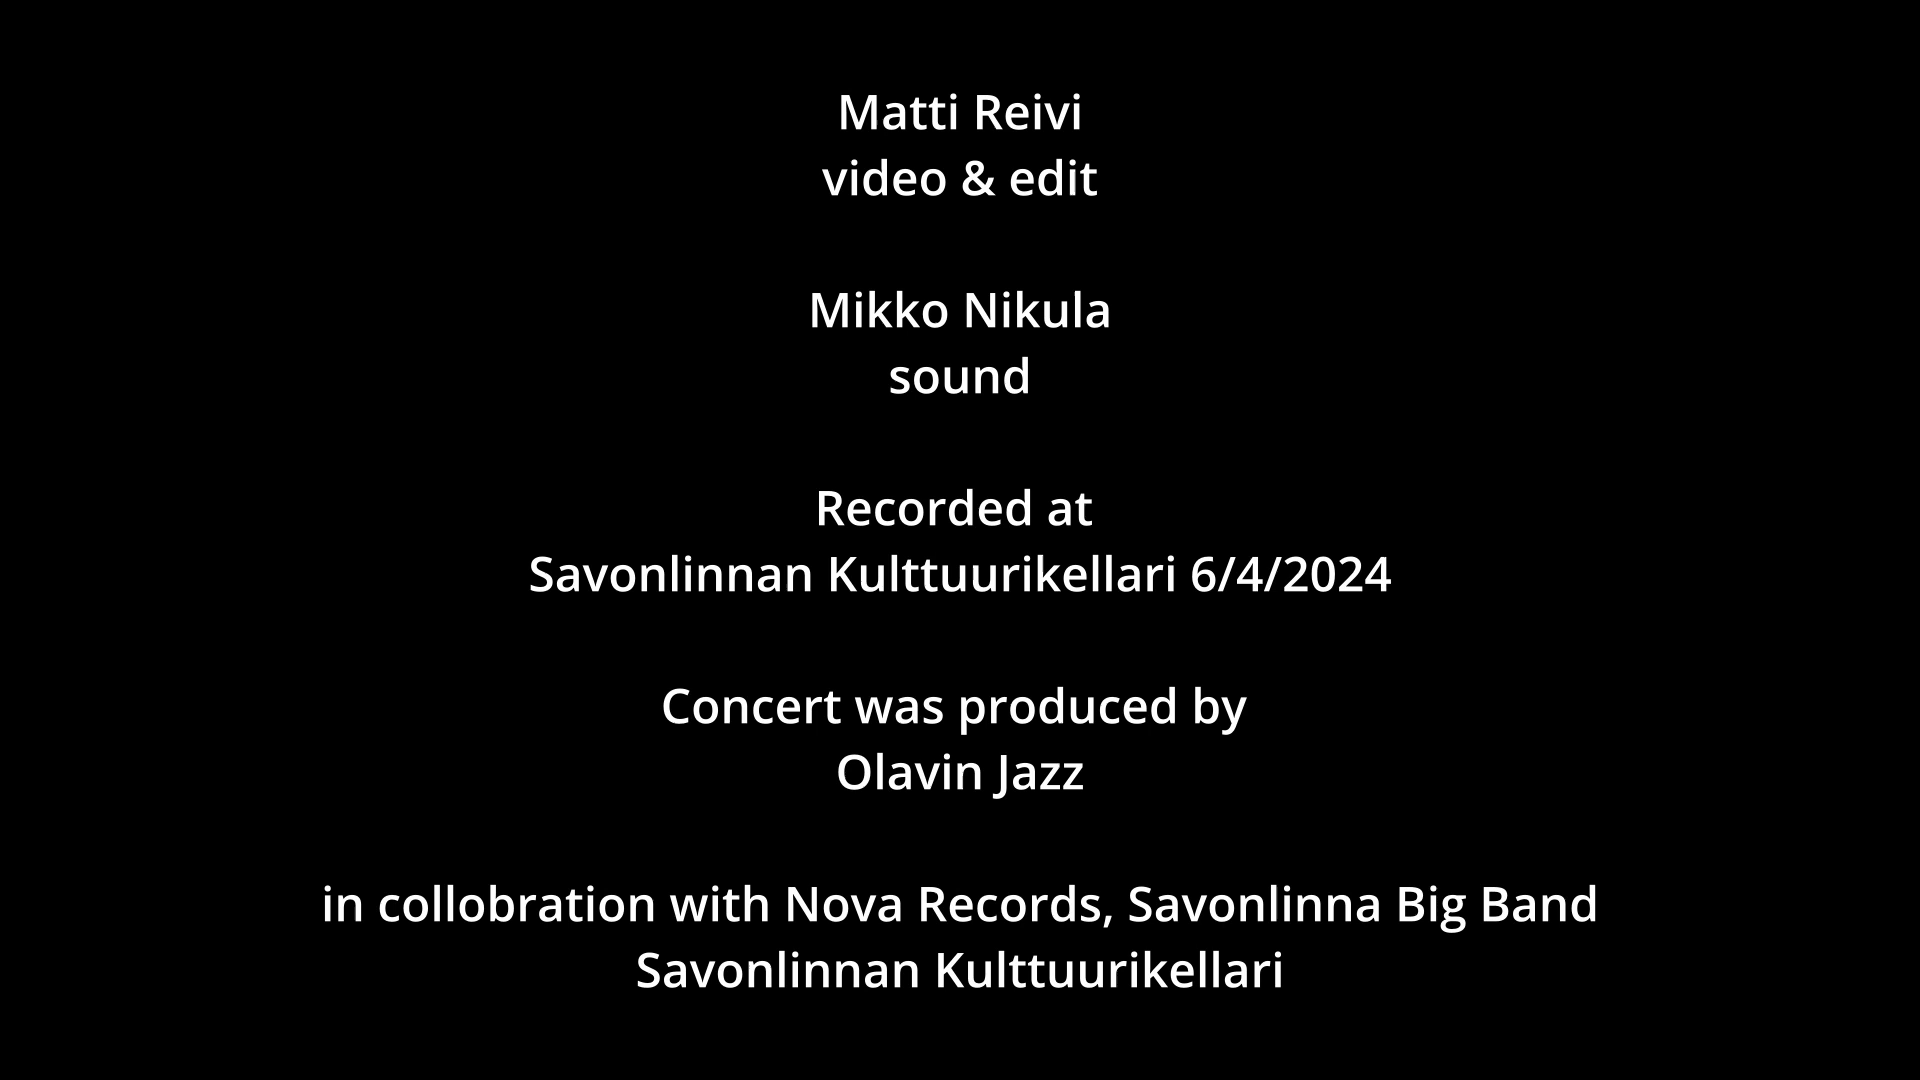 Matti Reivi
video & edit
Mikko Nikula
sound
Recorded at
Savonlinnan Kulttuurikellari 6/4/2024
Concert was produced by
Olavin Jazz
in collobration with Nova Records, Savonlinna Big Band
Savonlinnan Kulttuurikellari